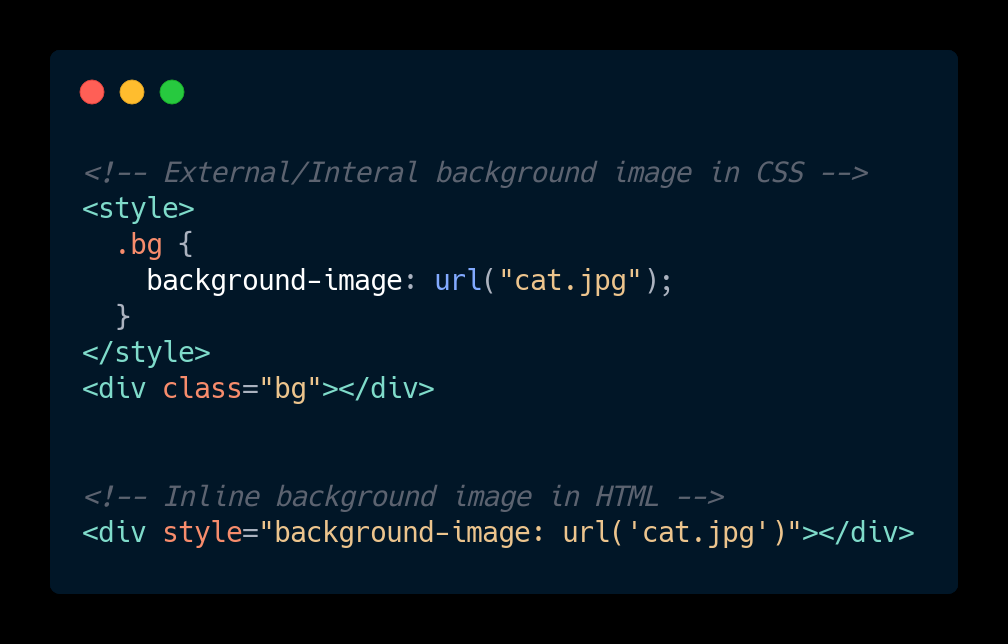 <!-- External/Interal background image in CSS -->
<style>
  .bg {
    background-image: url("cat.jpg");
  }
</style>
<div class="bg"></div>
<!-- Inline background image in HTML -->
<div style="background-image: url('cat.jpg')"></div>